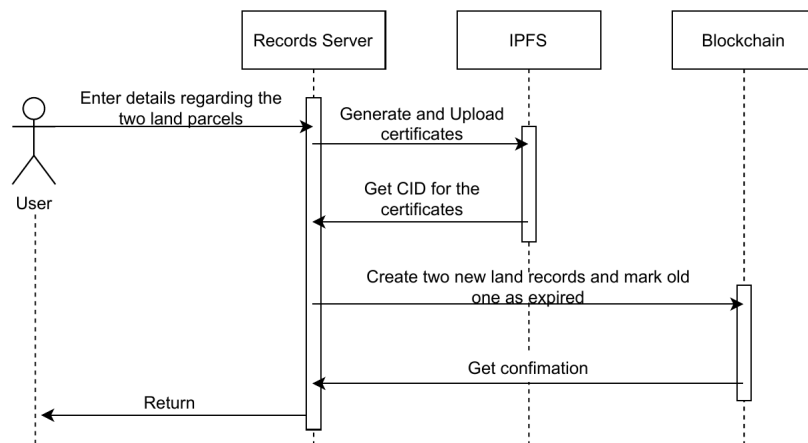 Records Server
IPFS
Blockchain
Enter details regarding the
two land parcels
Generate and Upload
certificates
User
Get CID for the
certificates
Create two new land records and mark old
one as expired
Get confimation
Return